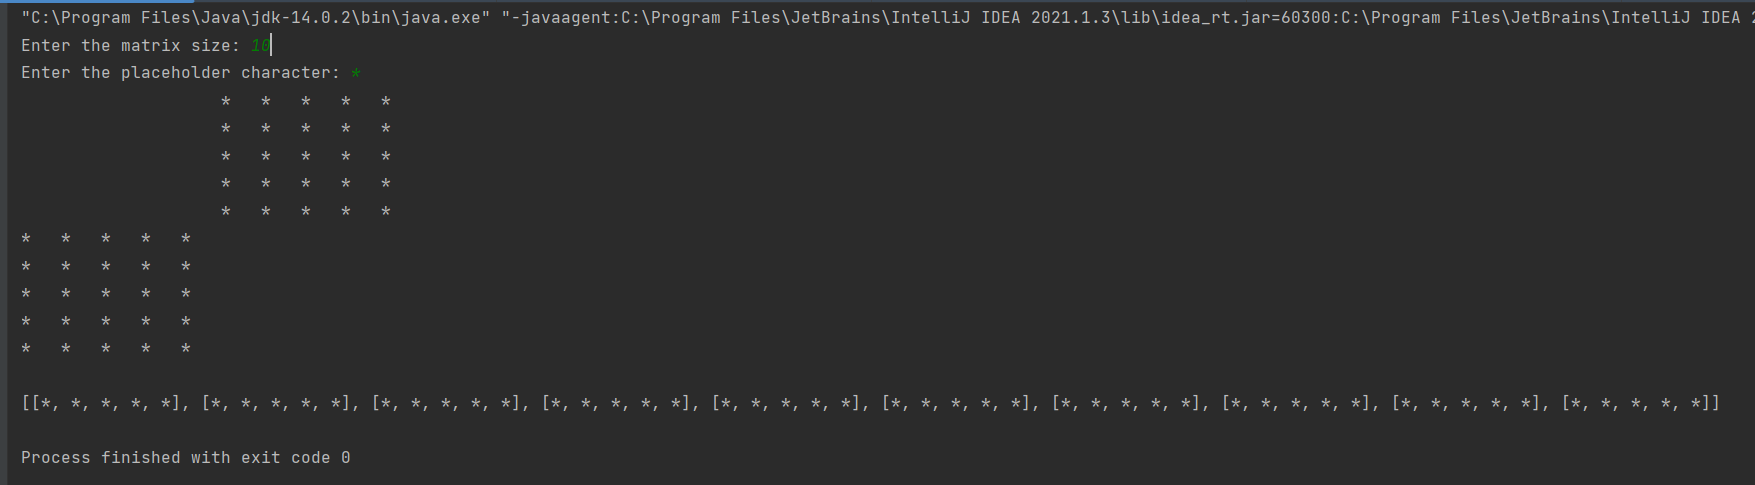 "C:\Program Files\Java\jdk-14.0.2\bin\java.exe" "-javaagent:C:\Program Files\JetBrains\IntelliJ IDEA 2021.1.3\lib\idea_rt.jar=60300:C:\Program Files\JetBrains\IntelliJ IDEA
Enter the matrix size: 10
Enter the placeholder character: *
                    *   *   *   *   *
                    *   *   *   *   *
                    *   *   *   *   *
                    *   *   *   *   *
                    *   *   *   *   *
*   *   *   *   *
*   *   *   *   *
*   *   *   *   *
*   *   *   *   *
*   *   *   *   *
[[*, *, *, *, *], [*, *, *, *, *], [*, *, *, *, *], [*, *, *, *, *], [*, *, *, *, *], [*, *, *, *, *], [*, *, *, *, *], [*, *, *, *, *], [*, *, *, *, *], [*, *, *, *, *]]
Process finished with exit code 0